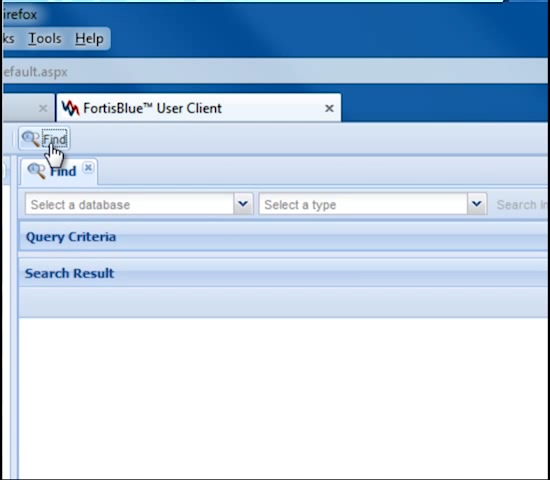 irefox
ks Tools Help
efault.aspx
FortisBlue™ User Client
Find
Find
Select a database Select a type Search In
Query Criteria
Search Result